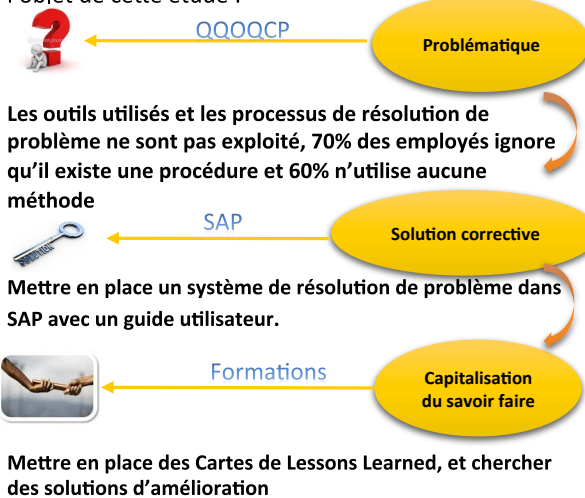 l'objet de cette étude :
QQOQCP
Problématique
Les outils utilisés et les processus de résolution de
problème ne sont pas exploité, 70% des employés ignore
qu'il existe une procédure et 60% n'utilise aucune
méthode
SAP
Solution corrective
SOLUTION
Mettre en place un système de résolution de problème dans
SAP avec un guide utilisateur.
Formations
Capitalisation
du savoir faire
Mettre en place des Cartes de Lessons Learned, et chercher
des solutions d'amélioration